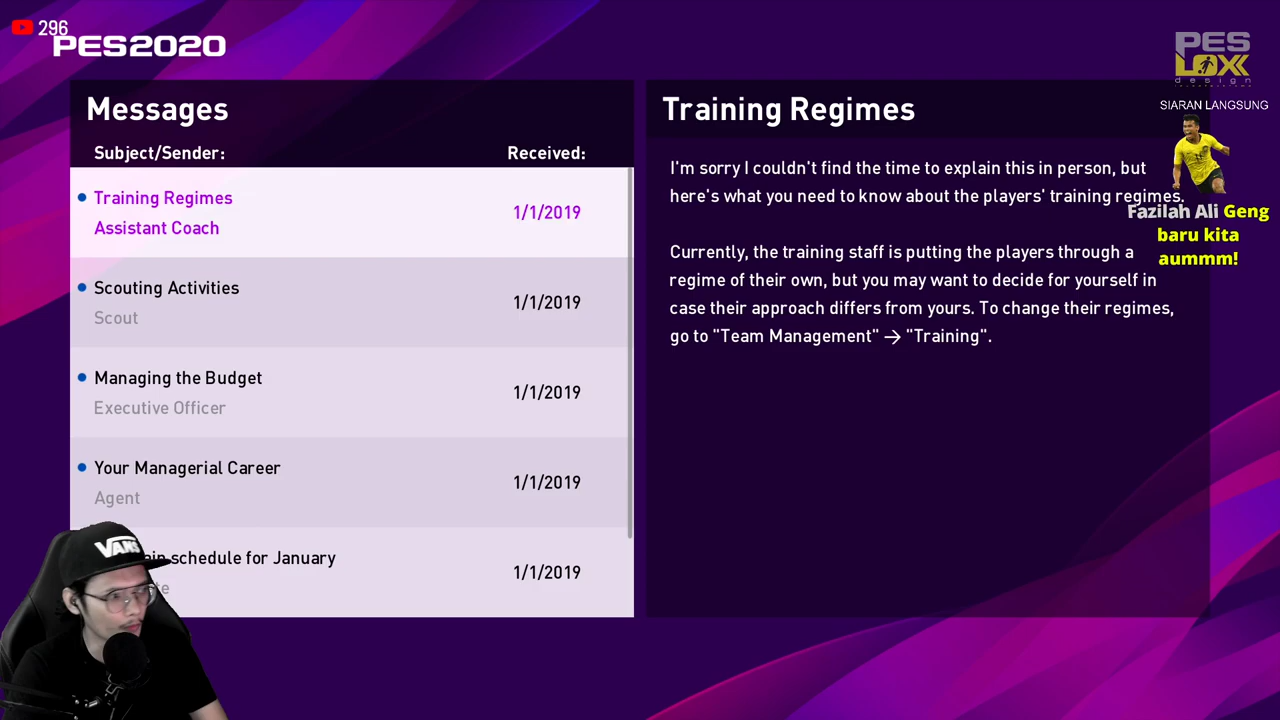 296
PES2020
PES
LOXX
design
SIARAN LANGSUNG
Fazilah Ali Geng
baru kita
aummm!
Messages
Subject/Sender:
Received:
Training Regimes
Assistant Coach
1/1/2019
Scouting Activities
Scout
1/1/2019
Managing the Budget
Executive Officer
1/1/2019
Your Managerial Career
Agent
1/1/2019
schedule for January
1/1/2019
VANS
Training Regimes
I'm sorry I couldn't find the time to explain this in person, but
here's what you need to know about the players' training regimes.
Currently, the training staff is putting the players through a
regime of their own, but you may want to decide for yourself in
case their approach differs from yours. To change their regimes,
go to "Team Management" → "Training".